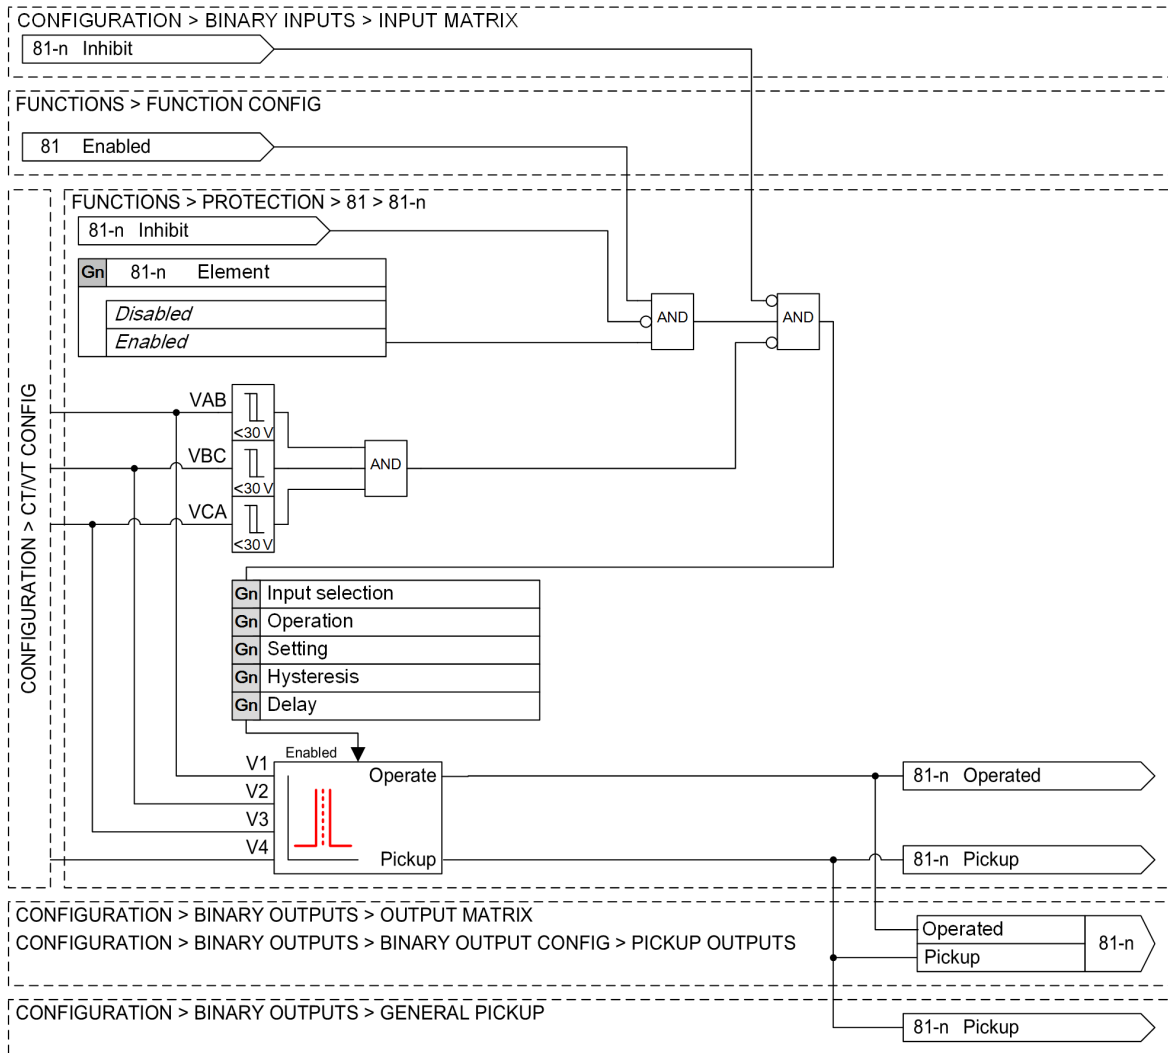 CONFIGURATION > BINARY INPUTS > INPUT MATRIX
81-n Inhibit
FUNCTIONS > FUNCTION CONFIG
81 Enabled
FUNCTIONS > PROTECTION > 81 > 81-n
81-n Inhibit
Gn 81-n Element
Disabled
Enabled
AND
AND
CONFIGURATION > CT/VT CONFIG
VAB
<30 V
VBC
<30 V
AND
VCA
<30 V
Gn Input selection
Gn Operation
Gn Setting
Gn Hysteresis
Gn Delay
Enabled
V1
V2
V3
V4
Operate
Pickup
81-n Operated
81-n Pickup
CONFIGURATION > BINARY OUTPUTS > OUTPUT MATRIX
CONFIGURATION > BINARY OUTPUTS > BINARY OUTPUT CONFIG > PICKUP OUTPUTS
Operated
Pickup
81-n
CONFIGURATION > BINARY OUTPUTS > GENERAL PICKUP
81-n Pickup